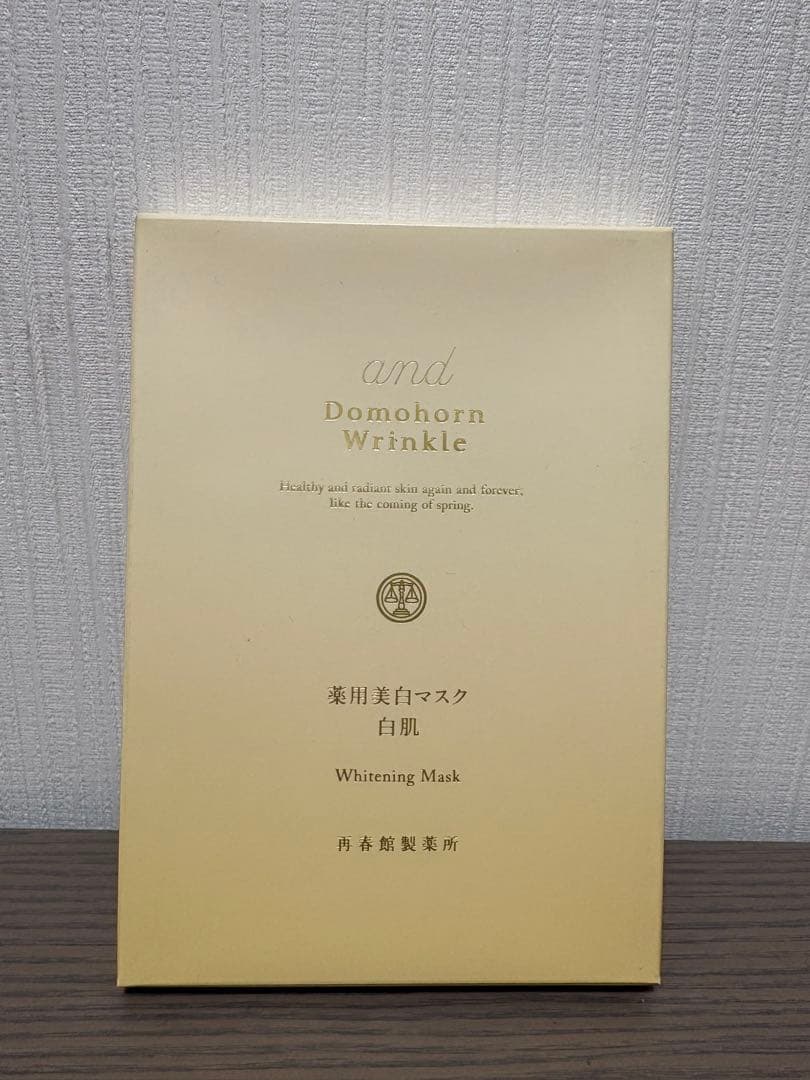 and
Domohorn
Wrinkle
Healthy and radiant skin again and forever,
like the coming of spring.
薬用美白マスク
白肌
Whitening Mask
再春館製薬所